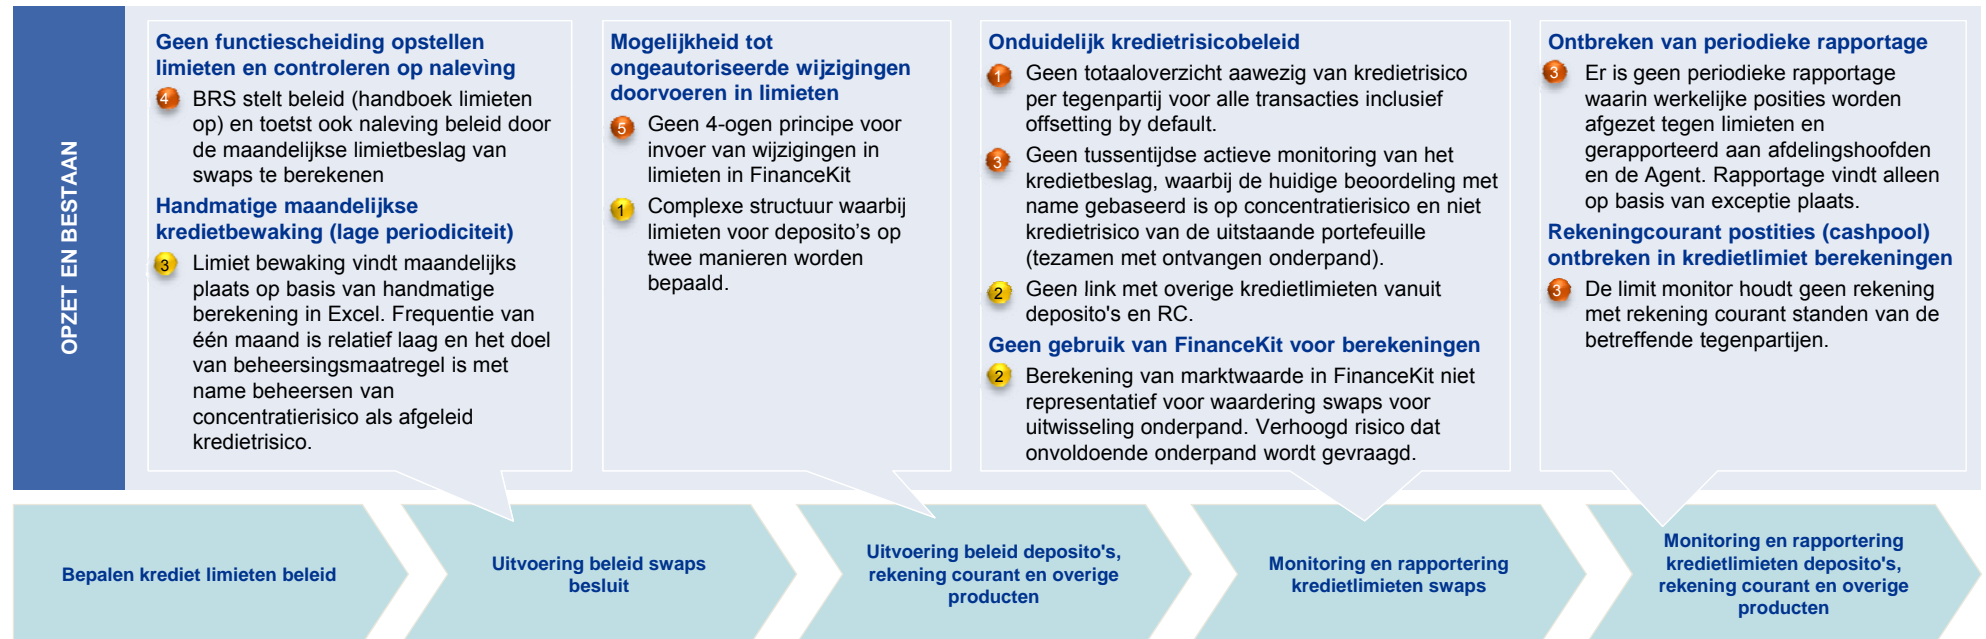 OPZET EN BESTAAN
Geen functiescheiding opstellen
limieten en controleren op nalevìng
4 BRS stelt beleid (handboek limieten
op) en toetst ook naleving beleid door
de maandelijkse limietbeslag van
swaps te berekenen
Handmatige maandelijkse
kredietbewaking (lage periodiciteit)
3 Limiet bewaking vindt maandelijks
plaats op basis van handmatige
berekening in Excel. Frequentie van
één maand is relatief laag en het doel
van beheersingsmaatregel is met
name beheersen van
concentratierisico als afgeleid
kredietrisico.
Mogelijkheid tot
ongeautoriseerde wijzigingen
doorvoeren in limieten
5 Geen 4-ogen principe voor
invoer van wijzigingen in
limieten in FinanceKit
1 Complexe structuur waarbij
limieten voor deposito's op
twee manieren worden
bepaald.
Onduidelijk kredietrisicobeleid
1 Geen totaaloverzicht aawezig van kredietrisico
per tegenpartij voor alle transacties inclusief
offsetting by default.
3 Geen tussentijdse actieve monitoring van het
kredietbeslag, waarbij de huidige beoordeling met
name gebaseerd is op concentratierisico en niet
kredietrisico van de uitstaande portefeuille
(tezamen met ontvangen onderpand).
2 Geen link met overige kredietlimieten vanuit
deposito's en RC.
Geen gebruik van FinanceKit voor berekeningen
2 Berekening van marktwaarde in FinanceKit niet
representatief voor waardering swaps voor
uitwisseling onderpand. Verhoogd risico dat
onvoldoende onderpand wordt gevraagd.
Ontbreken van periodieke rapportage
3 Er is geen periodieke rapportage
waarin werkelijke posities worden
afgezet tegen limieten en
gerapporteerd aan afdelingshoofden
en de Agent. Rapportage vindt alleen
op basis van exceptie plaats.
Rekeningcourant postities (cashpool)
ontbreken in kredietlimiet berekeningen
3 De limit monitor houdt geen rekening
met rekening courant standen van de
betreffende tegenpartijen.
Bepalen krediet limieten beleid
Uitvoering beleid swaps
besluit
Uitvoering beleid deposito's,
rekening courant en overige
producten
Monitoring en rapportering
kredietlimieten swaps
Monitoring en rapportering
kredietlimieten deposito's,
rekening courant en overige
producten